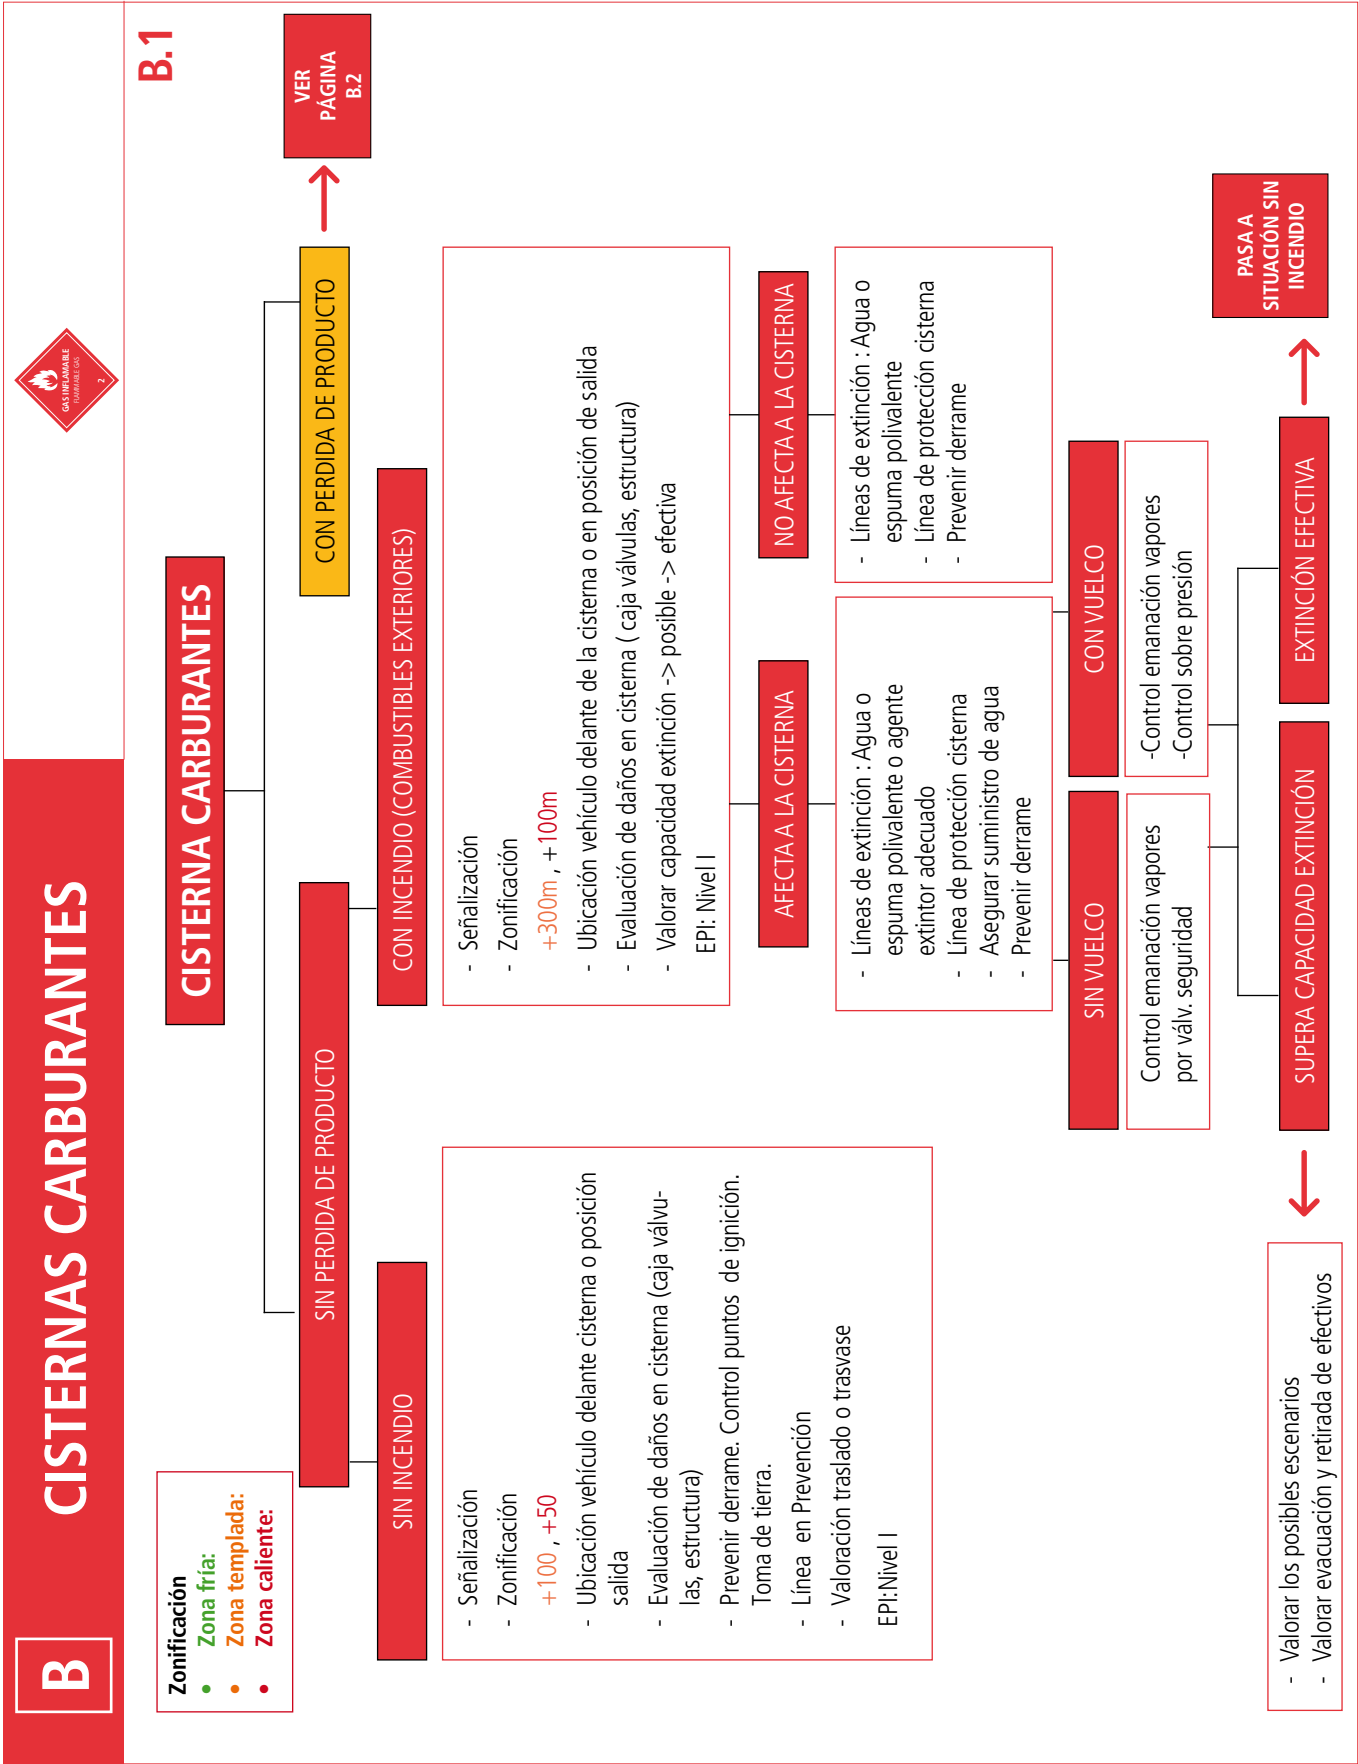 B
CISTERNAS CARBURANTES
GAS INFLAMABLE
FLAMMABLE GAS
2
B.1
Zonificación
• Zona fría:
• Zona templada:
• Zona caliente:
CISTERNA CARBURANTES
SIN PERDIDA DE PRODUCTO
CON PERDIDA DE PRODUCTO
VER
PÁGINA
B.2
SIN INCENDIO
CON INCENDIO (COMBUSTIBLES EXTERIORES)
- Señalización
- Zonificación
+100 , +50
- Ubicación vehículo delante cisterna o posición
salida
- Evaluación de daños en cisterna (caja válvu-
las, estructura)
- Prevenir derrame. Control puntos de ignición.
Toma de tierra.
- Línea en Prevención
- Valoración traslado o trasvase
EPI:Nivel I
- Señalización
- Zonificación
+300m , +100m
- Ubicación vehículo delante de la cisterna o en posición de salida
- Evaluación de daños en cisterna ( caja válvulas, estructura)
- Valorar capacidad extinción -> posible -> efectiva
EPI: Nivel I
AFECTA A LA CISTERNA
NO AFECTA A LA CISTERNA
- Líneas de extinción : Agua o
espuma polivalente o agente
extintor adecuado
- Línea de protección cisterna
- Asegurar suministro de agua
- Prevenir derrame
- Líneas de extinción : Agua o
espuma polivalente
- Línea de protección cisterna
- Prevenir derrame
SIN VUELCO
CON VUELCO
Control emanación vapores
por válv. seguridad
-Control emanación vapores
-Control sobre presión
SUPERA CAPACIDAD EXTINCIÓN
EXTINCIÓN EFECTIVA
PASA A
SITUACIÓN SIN
INCENDIO
- Valorar los posibles escenarios
- Valorar evacuación y retirada de efectivos